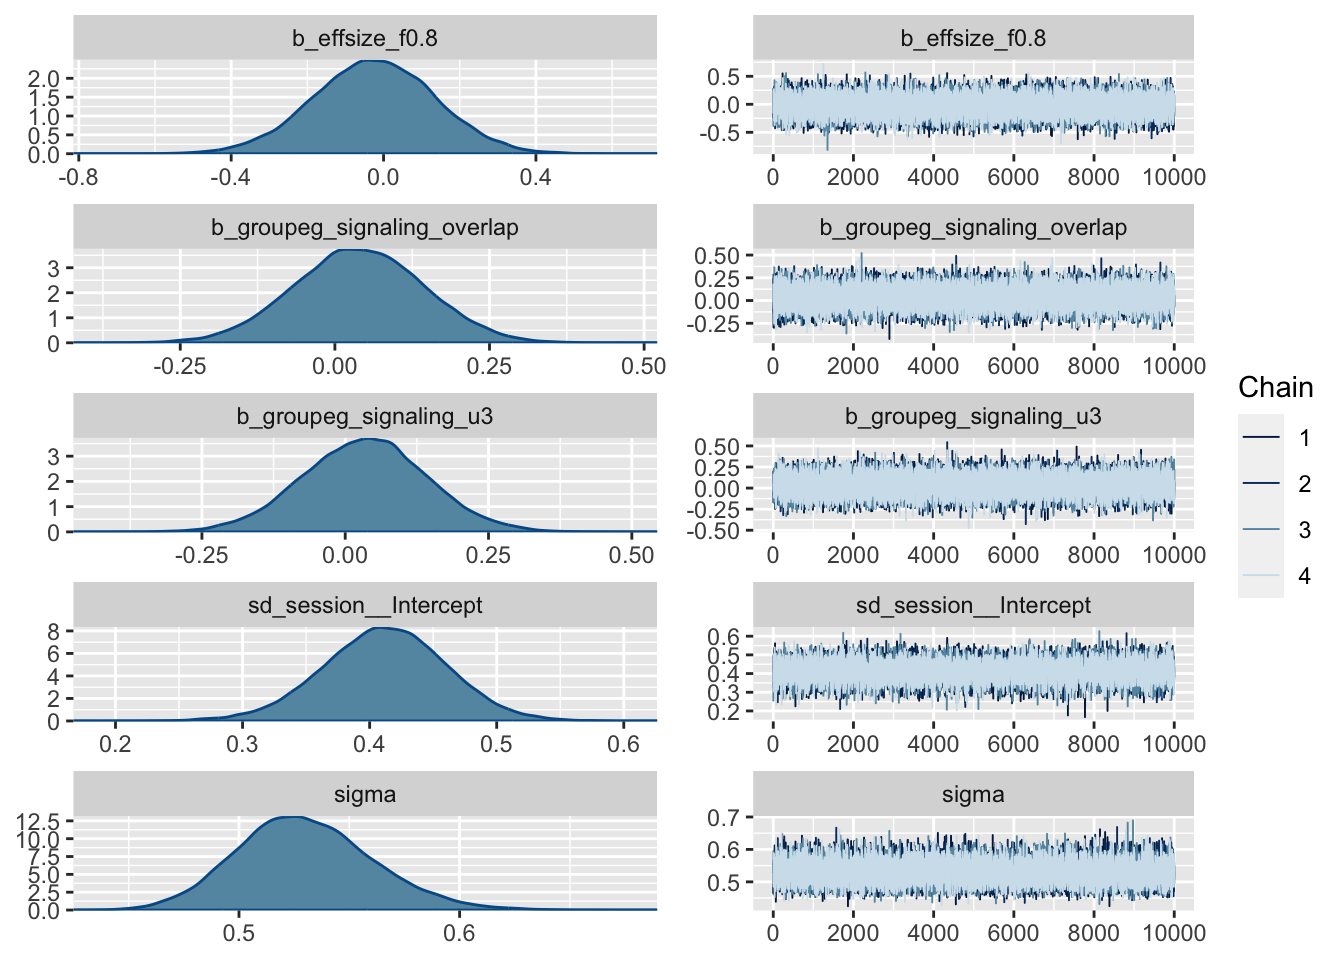 b_effsize_f0.8
2.0
1.5
1.0
0.5
0.0
-0.8 -0.4 0.0 0.4
b_effsize_f0.8
0.5
0.0
-0.5
0 2000 4000 6000 8000 10000
b_groupeg_signaling_overlap
3
2
1
0
-0.25 0.00 0.25 0.50
b_groupeg_signaling_overlap
0.50
0.25
0.00
-0.25
0 2000 4000 6000 8000 10000
b_groupeg_signaling_u3
3
2
1
0
-0.25 0.00 0.25 0.50
b_groupeg_signaling_u3
0.50
0.25
0.00
-0.25
-0.50
0 2000 4000 6000 8000 10000
sd_session__Intercept
8
6
4
2
0
0.2 0.3 0.4 0.5 0.6
sd_session__Intercept
0.6
0.5
0.4
0.3
0.2
0 2000 4000 6000 8000 10000
sigma
12.5
10.0
7.5
5.0
2.5
0.0
0.5 0.6
sigma
0.7
0.6
0.5
0 2000 4000 6000 8000 10000
Chain
1
2
3
4